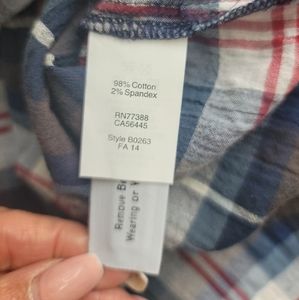 98% Cotton
2% Spandex
RN77388
CA56445
Style B0263
FA 14
Remove
Wearing or